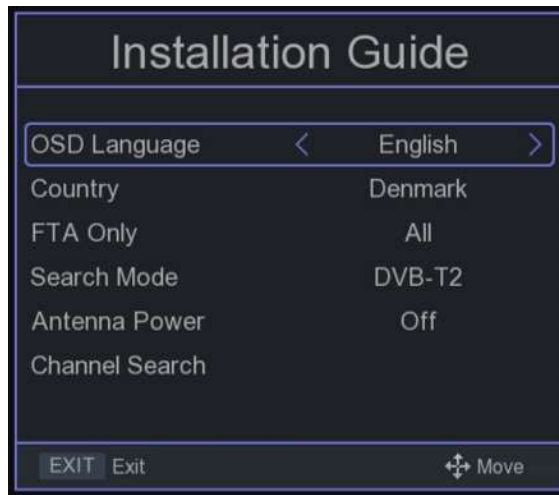 Installation Guide
OSD Language < English >
Country Denmark
FTA Only All
Search Mode DVB-T2
Antenna Power Off
Channel Search
EXIT Exit Move